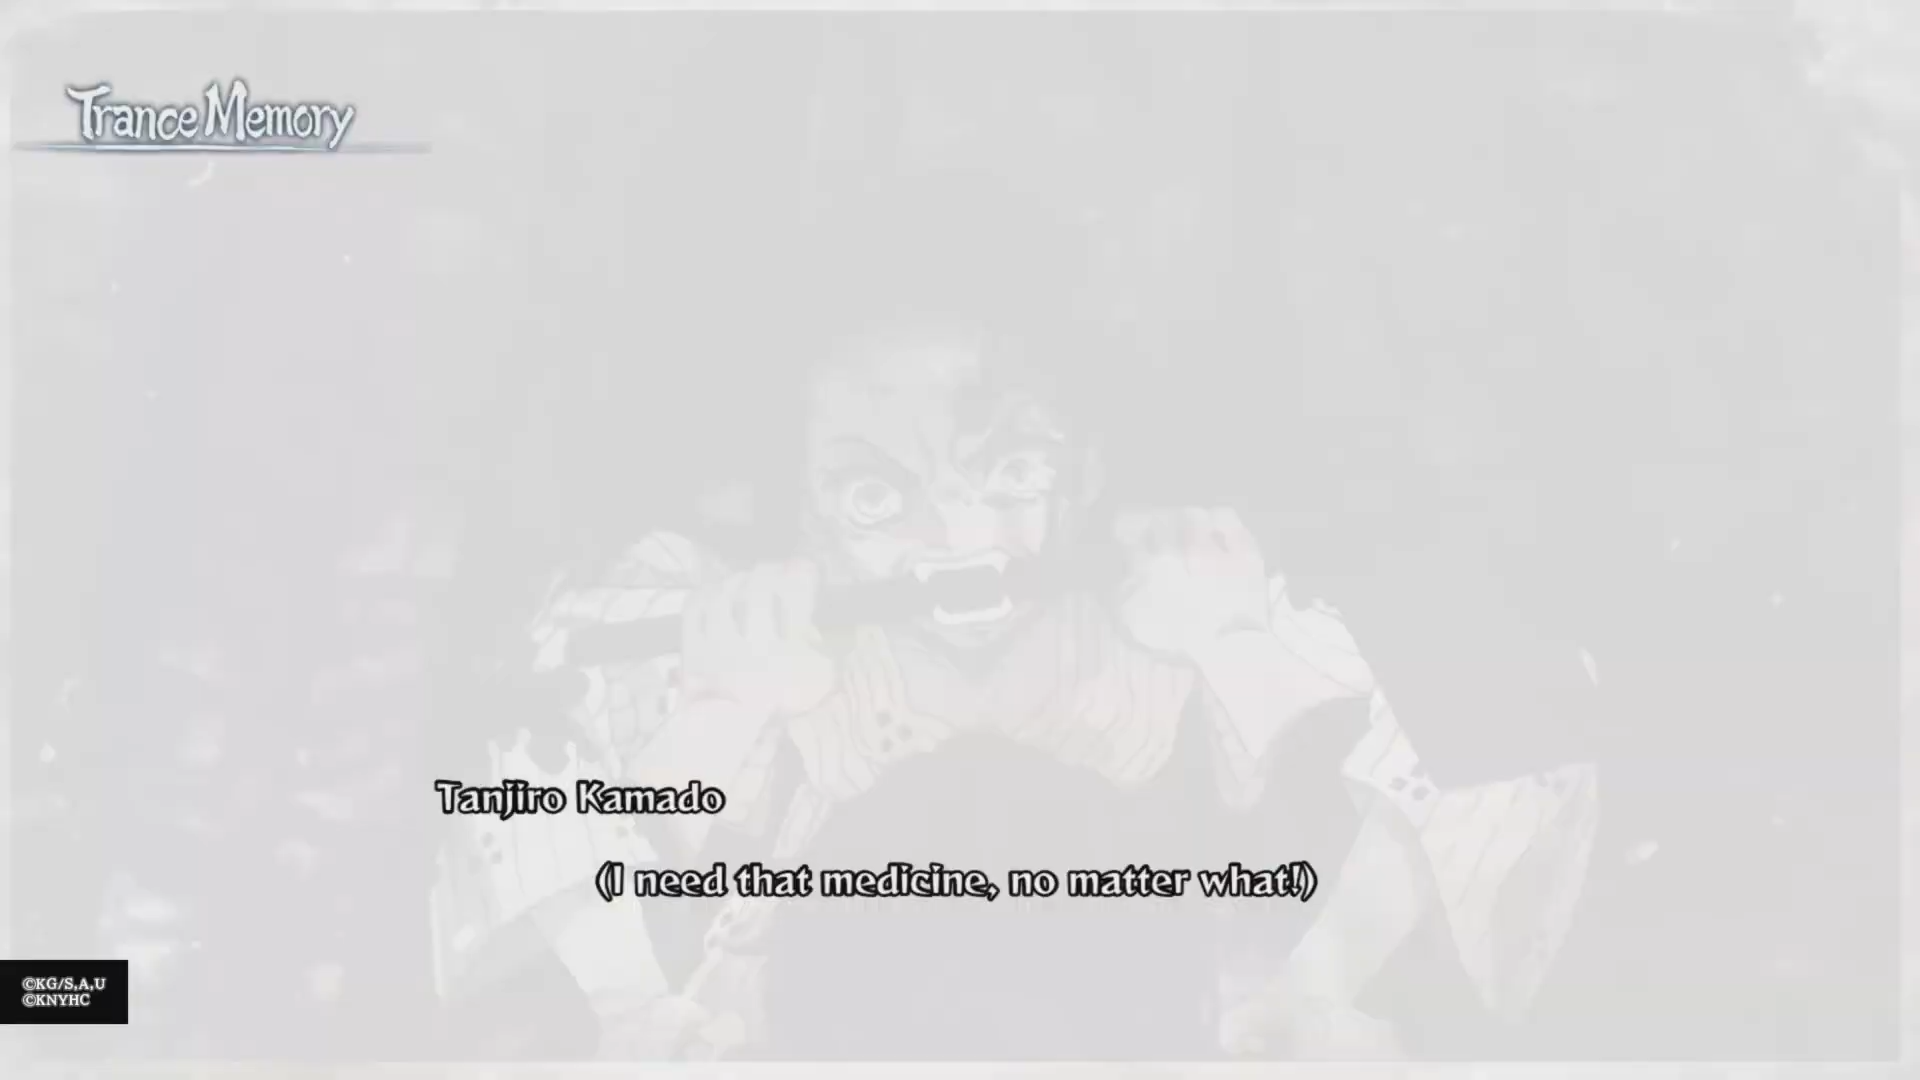 Trance Memory
Tanjiro Kamado
(I need that medicine, no matter what!)
©KG/S,A,U
©KNYHC